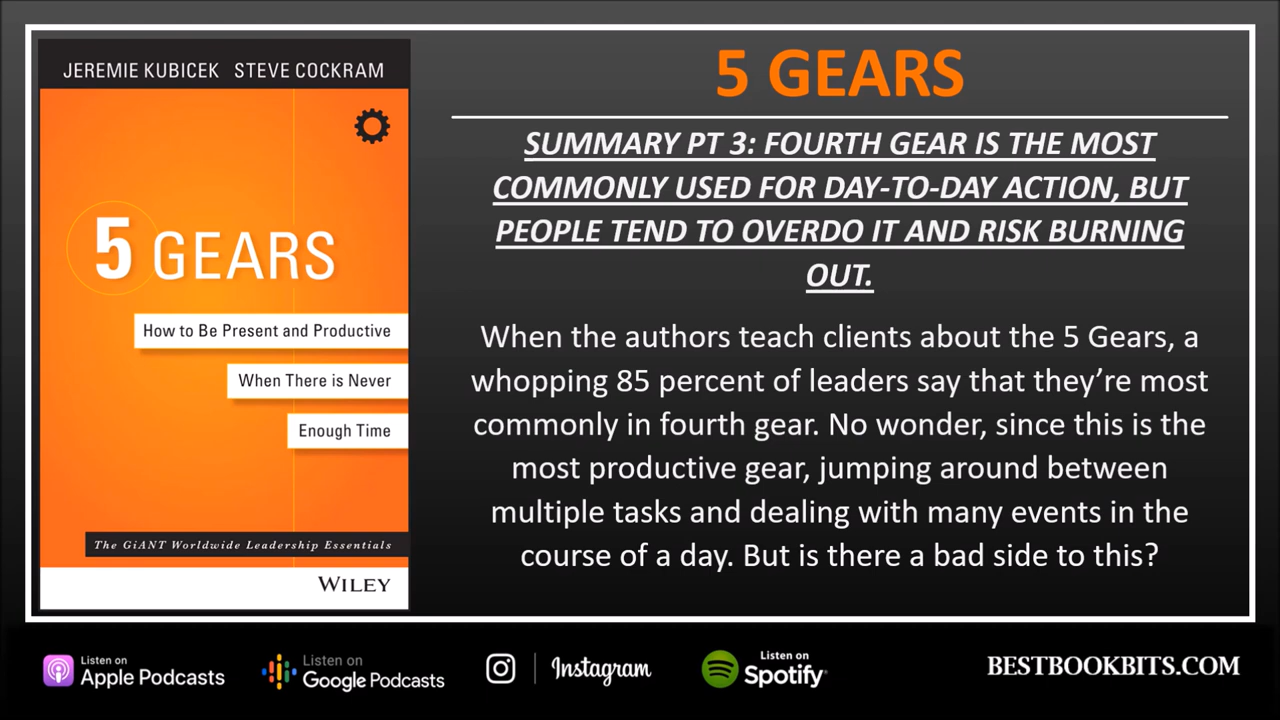 JEREMIE KUBICEK STEVE COCKRAM
5 GEARS
How to Be Present and Productive
When There is Never
Enough Time
The GiANT Worldwide Leadership Essentials
WILEY
5 GEARS
SUMMARY PT 3: FOURTH GEAR IS THE MOST
COMMONLY USED FOR DAY-TO-DAY ACTION, BUT
PEOPLE TEND TO OVERDO IT AND RISK BURNING
OUT.
When the authors teach clients about the 5 Gears, a
whopping 85 percent of leaders say that they’re most
commonly in fourth gear. No wonder, since this is the
most productive gear, jumping around between
multiple tasks and dealing with many events in the
course of a day. But is there a bad side to this?
Listen on
Apple Podcasts
Listen on
Google Podcasts
Instagram
Listen on
Spotify
BESTBOOKBITS.COM